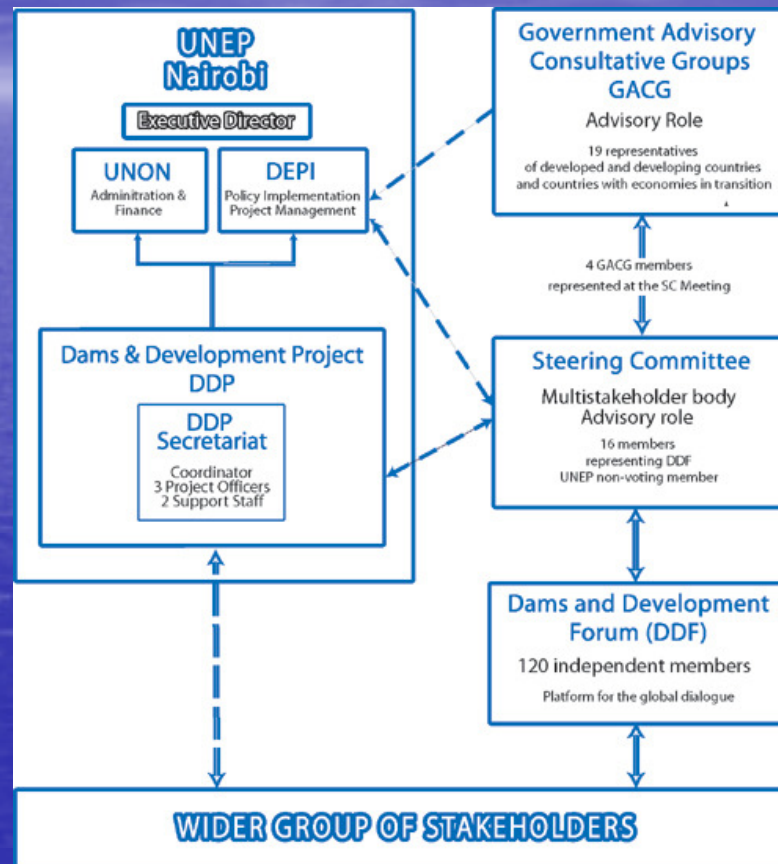 UNEP
Nairobi
Executive Director
UNON
Adminitration &
Finance
DEPI
Policy Implementation
Project Management
Dams & Development Project
DDP
DDP
Secretariat
Coordinator
3 Project Officers
2 Support Staff
Government Advisory
Consultative Groups
GACG
Advisory Role
19 representatives
of developed and developing countries
and countries with economies in transition
4 GACG members
represented at the SC Meeting
Steering Committee
Multistakeholder body
Advisory role
16 members
representing DDF
UNEP non-voting member
Dams and Development
Forum (DDF)
120 independent members
Platform for the global dialogue
WIDER GROUP OF STAKEHOLDERS